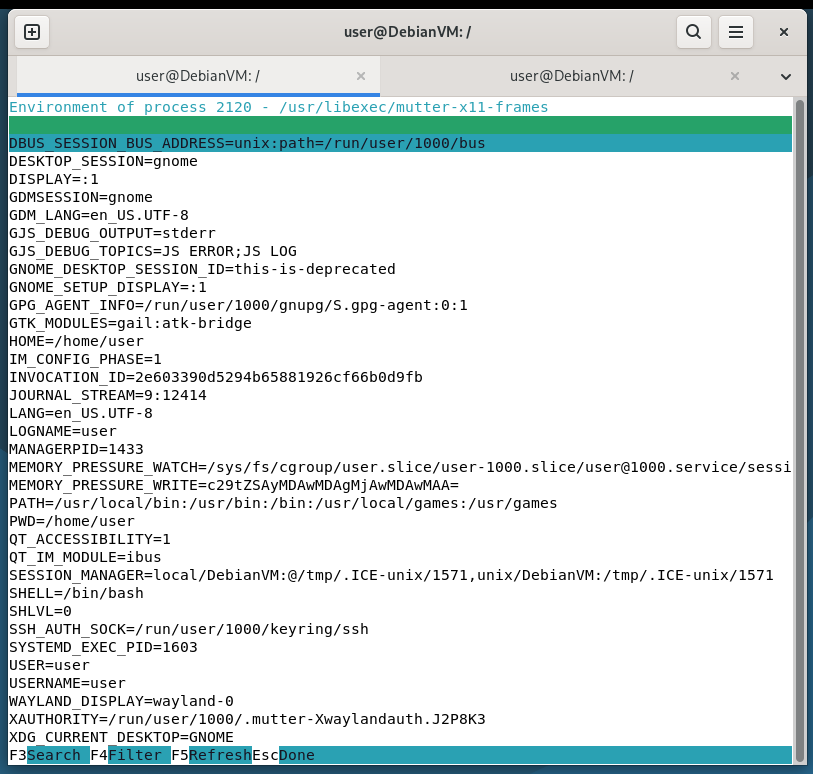 user@DebianVM: /
user@DebianVM: /
user@DebianVM: /
Environment of process 2120 - /usr/libexec/mutter-x11-frames
DBUS_SESSION_BUS_ADDRESS=unix:path=/run/user/1000/bus
DESKTOP_SESSION=gnome
DISPLAY=:1
GDMSESSION=gnome
GDM_LANG=en_US.UTF-8
GJS_DEBUG_OUTPUT=stderr
GJS_DEBUG_TOPICS=JS ERROR;JS LOG
GNOME_DESKTOP_SESSION_ID=this-is-deprecated
GNOME_SETUP_DISPLAY=:1
GPG_AGENT_INFO=/run/user/1000/gnupg/S.gpg-agent:0:1
GTK_MODULES=gail:atk-bridge
HOME=/home/user
IM_CONFIG_PHASE=1
INVOCATION_ID=2e603390d5294b65881926cf66b0d9fb
JOURNAL_STREAM=9:12414
LANG=en_US.UTF-8
LOGNAME=user
MANAGERPID=1433
MEMORY_PRESSURE_WATCH=/sys/fs/cgroup/user.slice/user-1000.slice/user@1000.service/sessi
MEMORY_PRESSURE_WRITE=c29tZSAyMDAwMDAgMjAwMDAwMAA=
PATH=/usr/local/bin:/usr/bin:/bin:/usr/local/games:/usr/games
PWD=/home/user
QT_ACCESSIBILITY=1
QT_IM_MODULE=ibus
SESSION_MANAGER=local/DebianVM:@/tmp/.ICE-unix/1571,unix/DebianVM:/tmp/.ICE-unix/1571
SHELL=/bin/bash
SHLVL=0
SSH_AUTH_SOCK=/run/user/1000/keyring/ssh
SYSTEMD_EXEC_PID=1603
USER=user
USERNAME=user
WAYLAND_DISPLAY=wayland-0
XAUTHORITY=/run/user/1000/.mutter-Xwaylandauth.J2P8K3
XDG_CURRENT_DESKTOP=GNOME
F3Search F4Filter F5RefreshEscDone